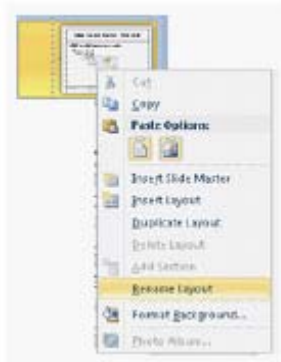 Cut
Copy
Paste Options:
Insert Slide Master
Insert Layout
Duplicate Layout
Delete Layout
Add Section
Rename Layout
Format Background...
Photo Album...